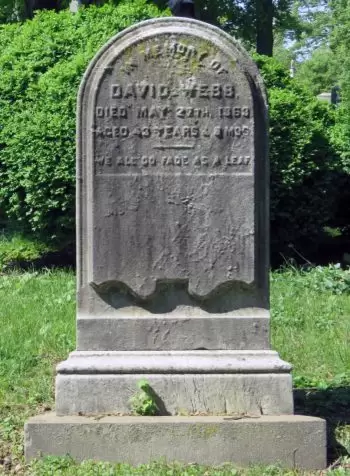 IN MEMORY OF
DAVID WEBB,
DIED MAY 27TH, 1863
AGED 43 YEARS & 8 MOS
WE ALL DO FADE AS A LEAF